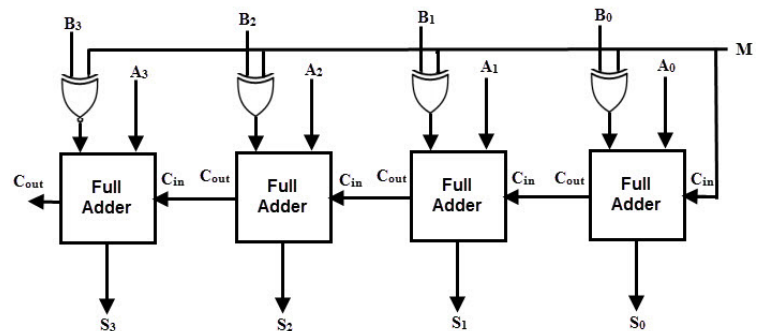 B3 B2 B1 B0
M
A3 A2 A1 A0
Cout Full Adder Cin Cout Full Adder Cin Cout Full Adder Cin Cout Full Adder Cin
S3 S2 S1 S0